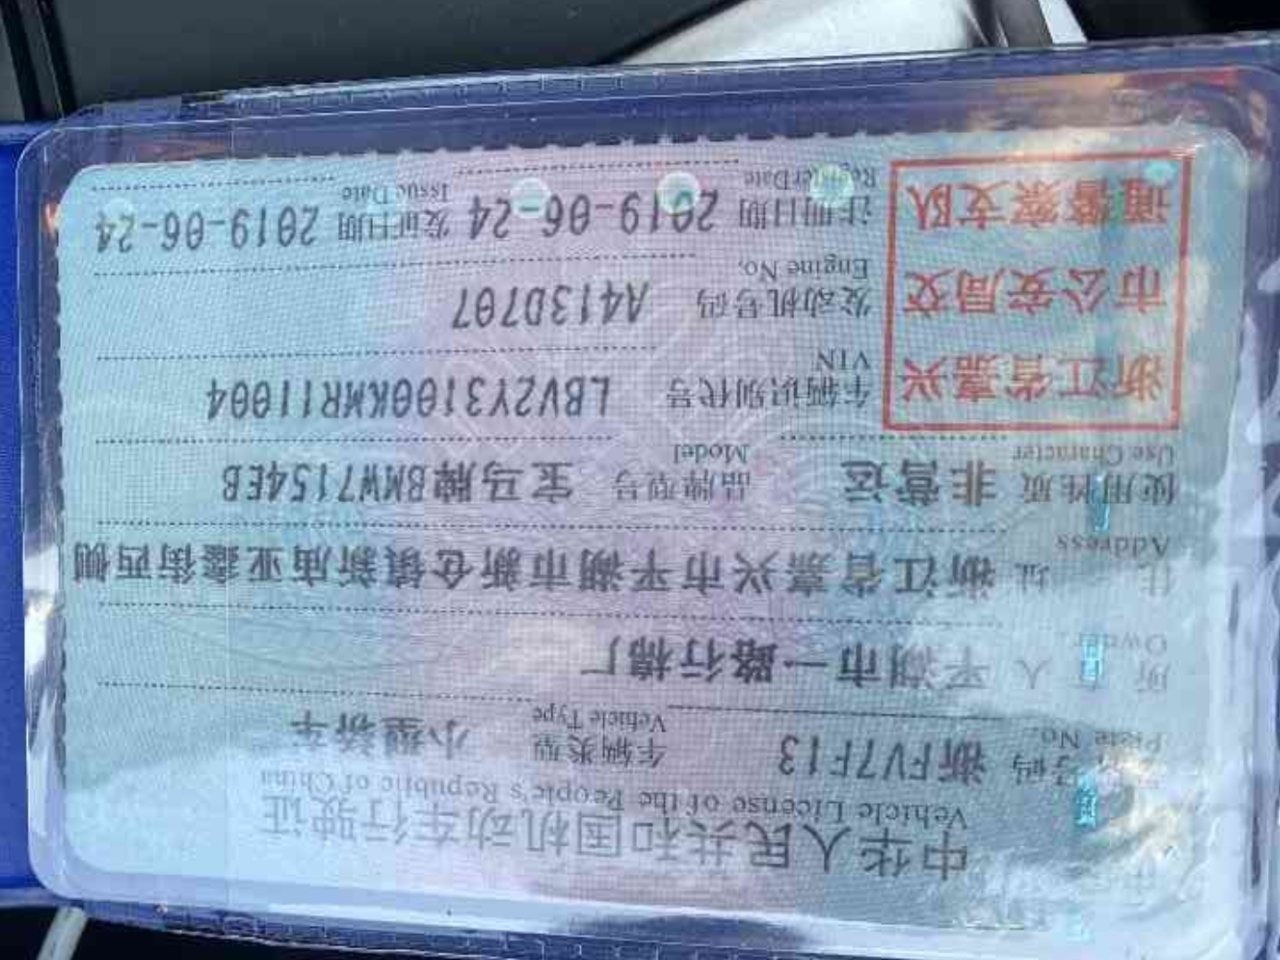 中华人民共和国机动车行驶证
Vehicle License of the People's Republic of China
号码 浙FV7F13 车辆类型 小型轿车
Plate No. Vehicle Type
所有人 平湖市一路行棉厂
Owner
住址 浙江省嘉兴市平湖市新仓镇新庙亚鑫街西侧
Address
使用性质 非营运 品牌型号 宝马牌BMW7154EB
Use Character Model
浙江省嘉兴
市公安局交
通警察支队
车辆识别代号 LBV2Y3100KMR11004
VIN
发动机号码 A413D707
Engine No.
注册日期 2019-06-24 发证日期 2019-06-24
Register Date Issue Date